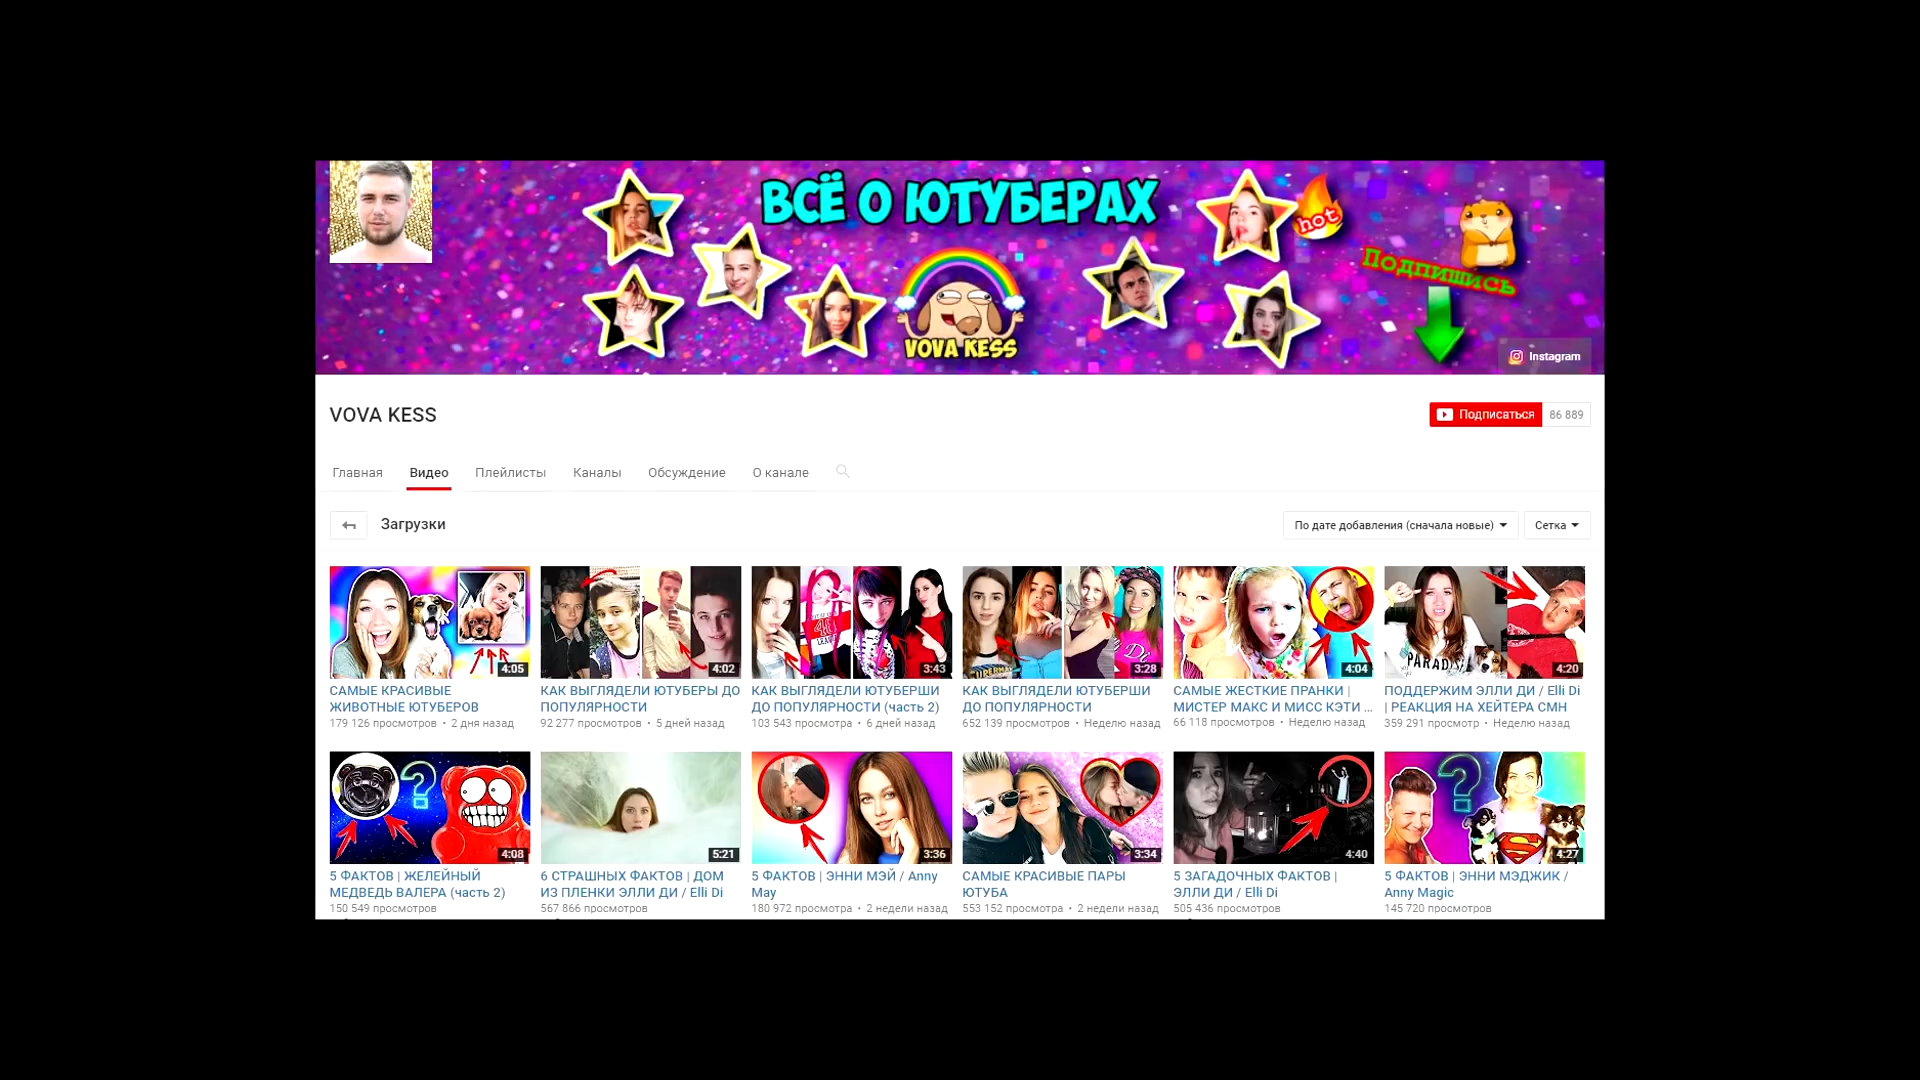 ВСЁ О ЮТУБЕРАХ
hot
Подпишись
VOVA KESS
Instagram
VOVA KESS
Подписаться 86 889
Главная Видео Плейлисты Каналы Обсуждение О канале
Загрузки
По дате добавления (сначала новые) Сетка
4:05 4:02 3:43 3:28 4:04 4:20
САМЫЕ КРАСИВЫЕ
ЖИВОТНЫЕ ЮТУБЕРОВ
179 126 просмотров • 2 дня назад
КАК ВЫГЛЯДЕЛИ ЮТУБЕРЫ ДО
ПОПУЛЯРНОСТИ
92 277 просмотров • 5 дней назад
КАК ВЫГЛЯДЕЛИ ЮТУБЕРШИ
ДО ПОПУЛЯРНОСТИ (часть 2)
103 543 просмотра • 6 дней назад
КАК ВЫГЛЯДЕЛИ ЮТУБЕРШИ
ДО ПОПУЛЯРНОСТИ
652 139 просмотров • Неделю назад
САМЫЕ ЖЕСТКИЕ ПРАНКИ |
МИСТЕР МАКС И МИСС КЭТИ ...
66 118 просмотров • Неделю назад
ПОДДЕРЖИМ ЭЛЛИ ДИ / Elli Di
| РЕАКЦИЯ НА ХЕЙТЕРА СМН
359 291 просмотр • Неделю назад
4:08 5:21 3:36 3:34 4:40 4:27
5 ФАКТОВ | ЖЕЛЕЙНЫЙ
МЕДВЕДЬ ВАЛЕРА (часть 2)
150 549 просмотров
6 СТРАШНЫХ ФАКТОВ | ДОМ
ИЗ ПЛЕНКИ ЭЛЛИ ДИ / Elli Di
567 866 просмотров
5 ФАКТОВ | ЭННИ МЭЙ / Anny
May
180 972 просмотра • 2 недели назад
САМЫЕ КРАСИВЫЕ ПАРЫ
ЮТУБА
553 152 просмотра • 2 недели назад
5 ЗАГАДОЧНЫХ ФАКТОВ |
ЭЛЛИ ДИ / Elli Di
505 436 просмотров
5 ФАКТОВ | ЭННИ МЭДЖИК /
Anny Magic
145 720 просмотров